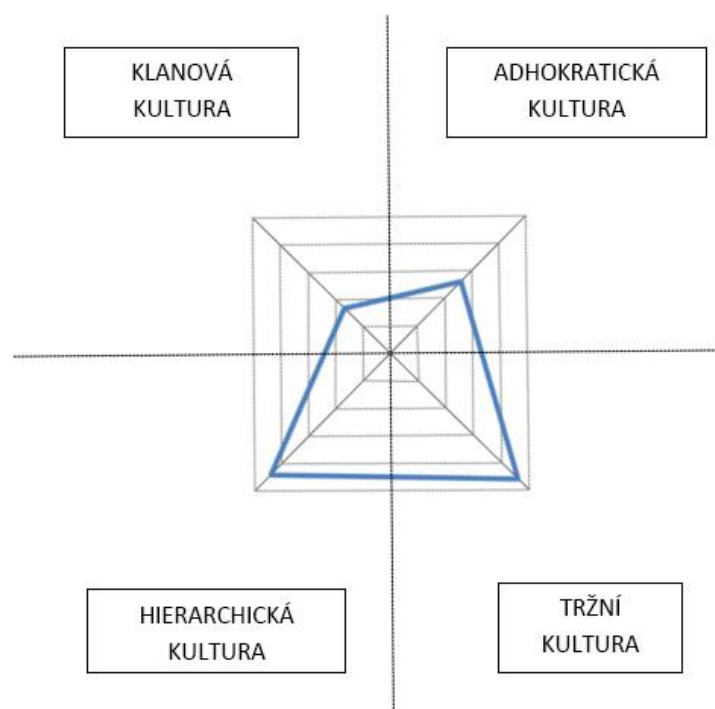 KLANOVÁ
KULTURA
ADHOKRATICKÁ
KULTURA
HIERARCHICKÁ
KULTURA
TRŽNÍ
KULTURA